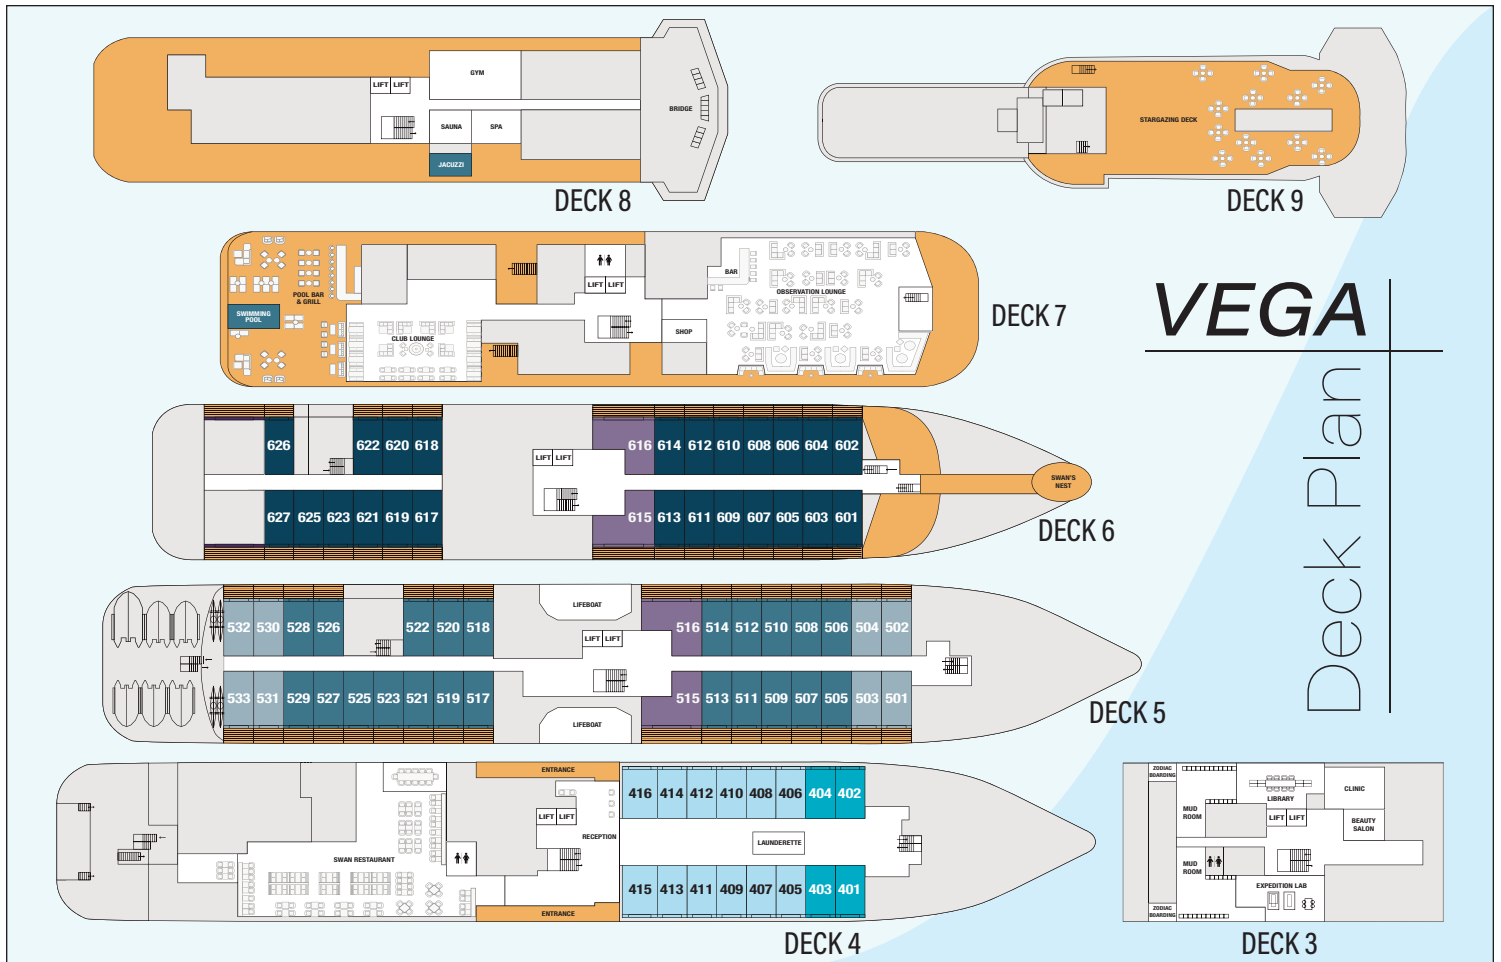 LIFT LIFT
GYM
SAUNA
SPA
JACUZZI
BRIDGE
DECK 8
STARGAZING DECK
DECK 9
SWIMMING
POOL
POOL BAR
& GRILL
CLUB LOUNGE
LIFT LIFT
SHOP
BAR
OBSERVATION LOUNGE
DECK 7
VEGA
Deck Plan
626 622 620 618
627 625 623 621 619 617
LIFT LIFT
616 614 612 610 608 606 604 602
615 613 611 609 607 605 603 601
SWAN'S
NEST
DECK 6
532 530 528 526 522 520 518
533 531 529 527 525 523 521 519 517
LIFEBOAT
LIFT LIFT
LIFEBOAT
516 514 512 510 508 506 504 502
515 513 511 509 507 505 503 501
DECK 5
SWAN RESTAURANT
ENTRANCE
LIFT LIFT
RECEPTION
ENTRANCE
416 414 412 410 408 406 404 402
LAUNDERETTE
415 413 411 409 407 405 403 401
DECK 4
ZODIAC
BOARDING
MUD
ROOM
LIBRARY
CLINIC
LIFT LIFT
BEAUTY
SALON
MUD
ROOM
EXPEDITION LAB
ZODIAC
BOARDING
DECK 3